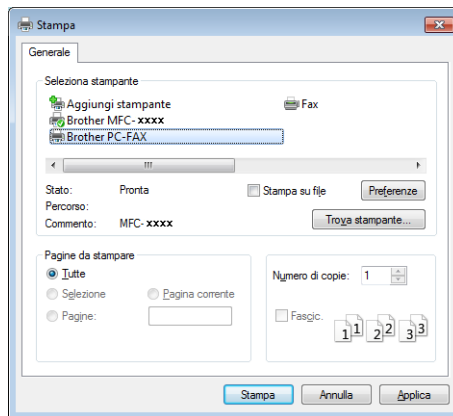 Stampa
Generale
Seleziona stampante
Aggiungi stampante
Fax
Brother MFC-xxxx
Brother PC-FAX
Stato: Pronta
Stampa su file
Preferenze
Percorso:
Commento: MFC-xxxx
Trova stampante...
Pagine da stampare
Tutte
Selezione
Pagina corrente
Pagine:
Numero di copie: 1
Fascic.
1 1 2 2 3 3
Stampa
Annulla
Applica